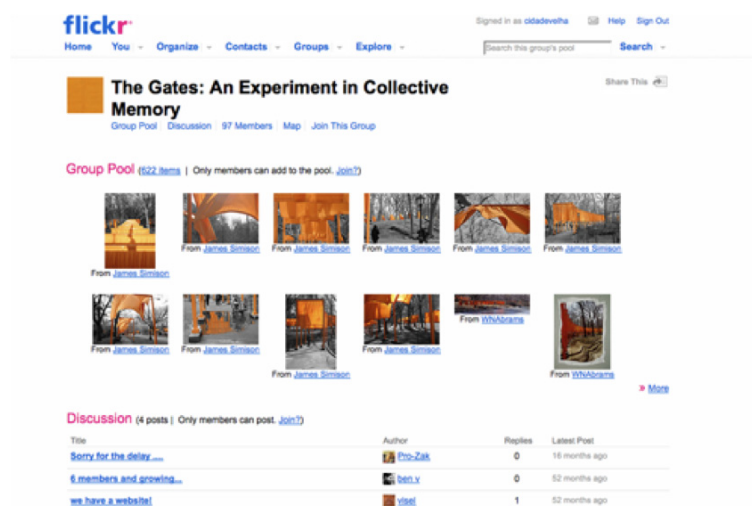 flickr
Signed in as cidadevelha Help Sign Out
Home You Organize Contacts Groups Explore
Search this group's pool Search
The Gates: An Experiment in Collective
Memory
Share This
Group Pool Discussion 97 Members Map Join This Group
Group Pool (622 items | Only members can add to the pool. Join?)
From James Simison
From James Simison
From James Simison
From James Simison
From James Simison
From James Simison
From James Simison
From James Simison
From James Simison
From James Simison
From WNAbrams
From WNAbrams
» More
Discussion (4 posts | Only members can post. Join?)
Title Author Replies Latest Post
Sorry for the delay .... Pro-Zak 0 16 months ago
6 members and growing... ben v 0 52 months ago
we have a website! visel 1 52 months ago